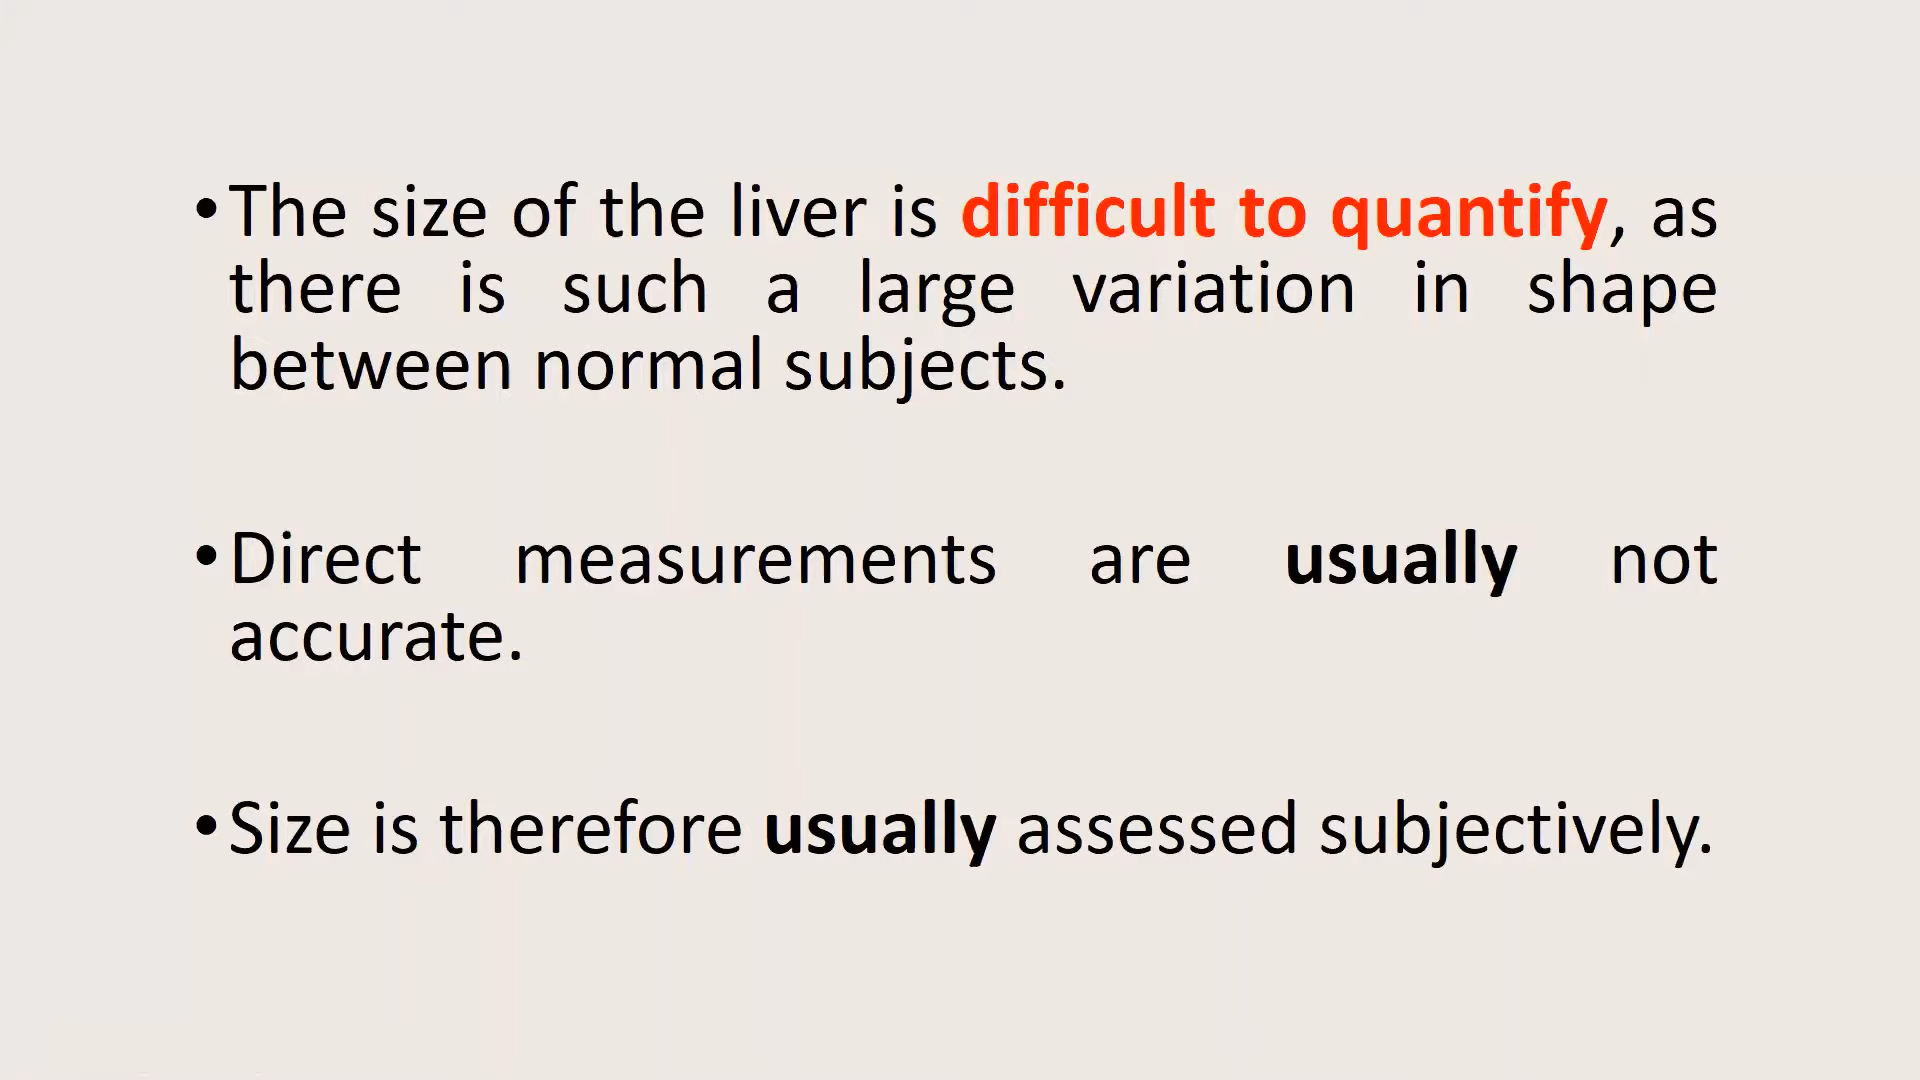 •The size of the liver is difficult to quantify, as
there is such a large variation in shape
between normal subjects.
•Direct measurements are usually not
accurate.
•Size is therefore usually assessed subjectively.